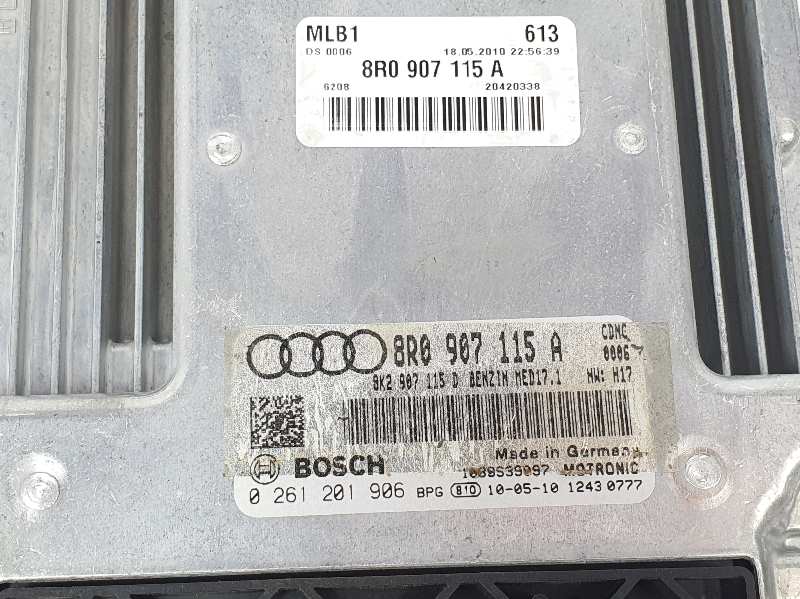 MLB1 613
DS 0006 18.05.2010 22:56:39
8R0 907 115 A
6208 20420338
8R0 907 115 A CDNC
0006
8K2 907 115 D BENZIN MED17.1 HW: H17
Made in Germany
BOSCH 1039S39097 MOTRONIC
0 261 201 906 BPG 810 10-05-10 1243 0777